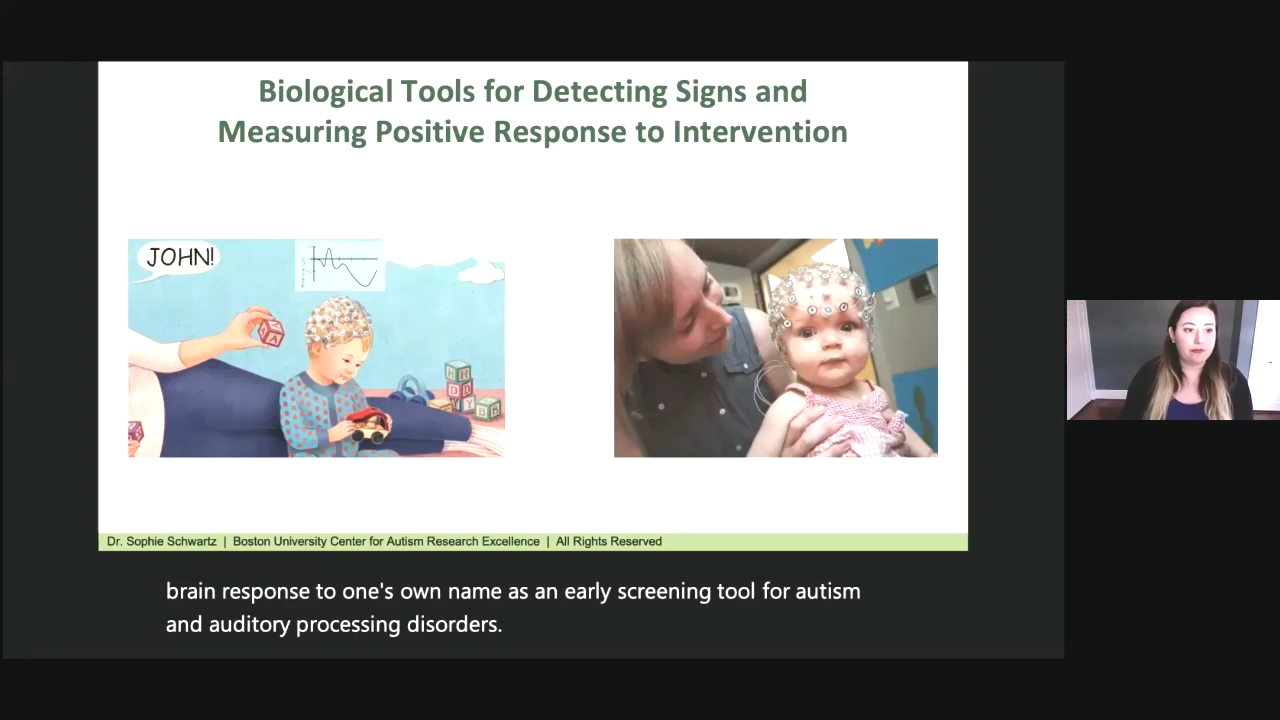 Biological Tools for Detecting Signs and
Measuring Positive Response to Intervention
JOHN!
Dr. Sophie Schwartz | Boston University Center for Autism Research Excellence | All Rights Reserved
brain response to one's own name as an early screening tool for autism
and auditory processing disorders.